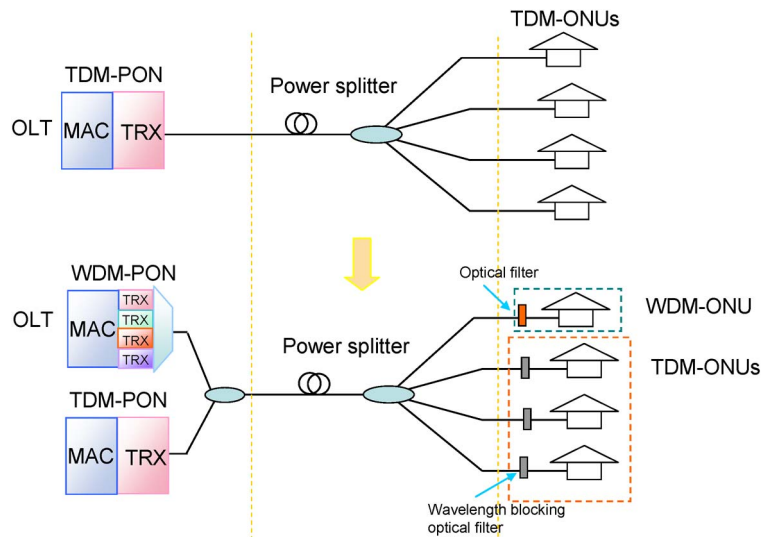 TDM-ONUs
TDM-PON
Power splitter
OLT
MAC
TRX
WDM-PON
Optical filter
TRX
TRX
TRX
TRX
MAC
OLT
WDM-ONU
Power splitter
TDM-ONUs
TDM-PON
MAC
TRX
Wavelength blocking
optical filter